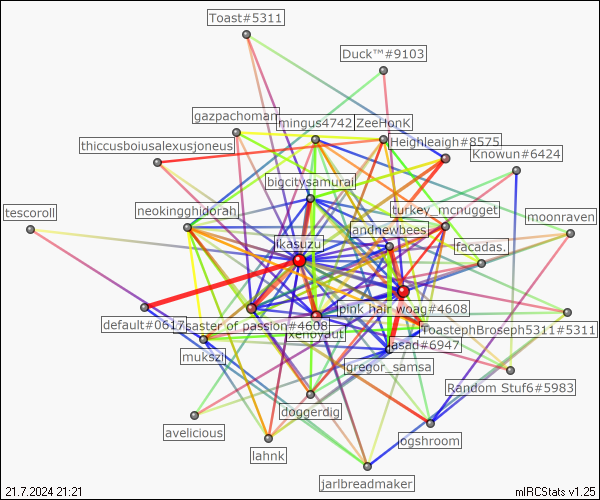 Toast#5311
Duck™#9103
gazpachoman
mingus4742
ZeeHonK
Heighleaigh#8575
thiccusboiusalexusjoneus
Knowun#6424
bigcitysamurai
tescoroll
neokingghidorah
turkey_mcnugget
moonraven
landnewbees
ikasuzu
facadas.
pink hair woag#4608
default#0617
saster of passion#4608
ToastephBroseph5311#5311
xenoyaut
asad#6947
mukszi
gregor_samsa
Random Stuf6#5983
doggerdig
avelicious
ogshroom
lahnk
jarlbreadmaker
21.7.2024 21:21
mIRCStats v1.25